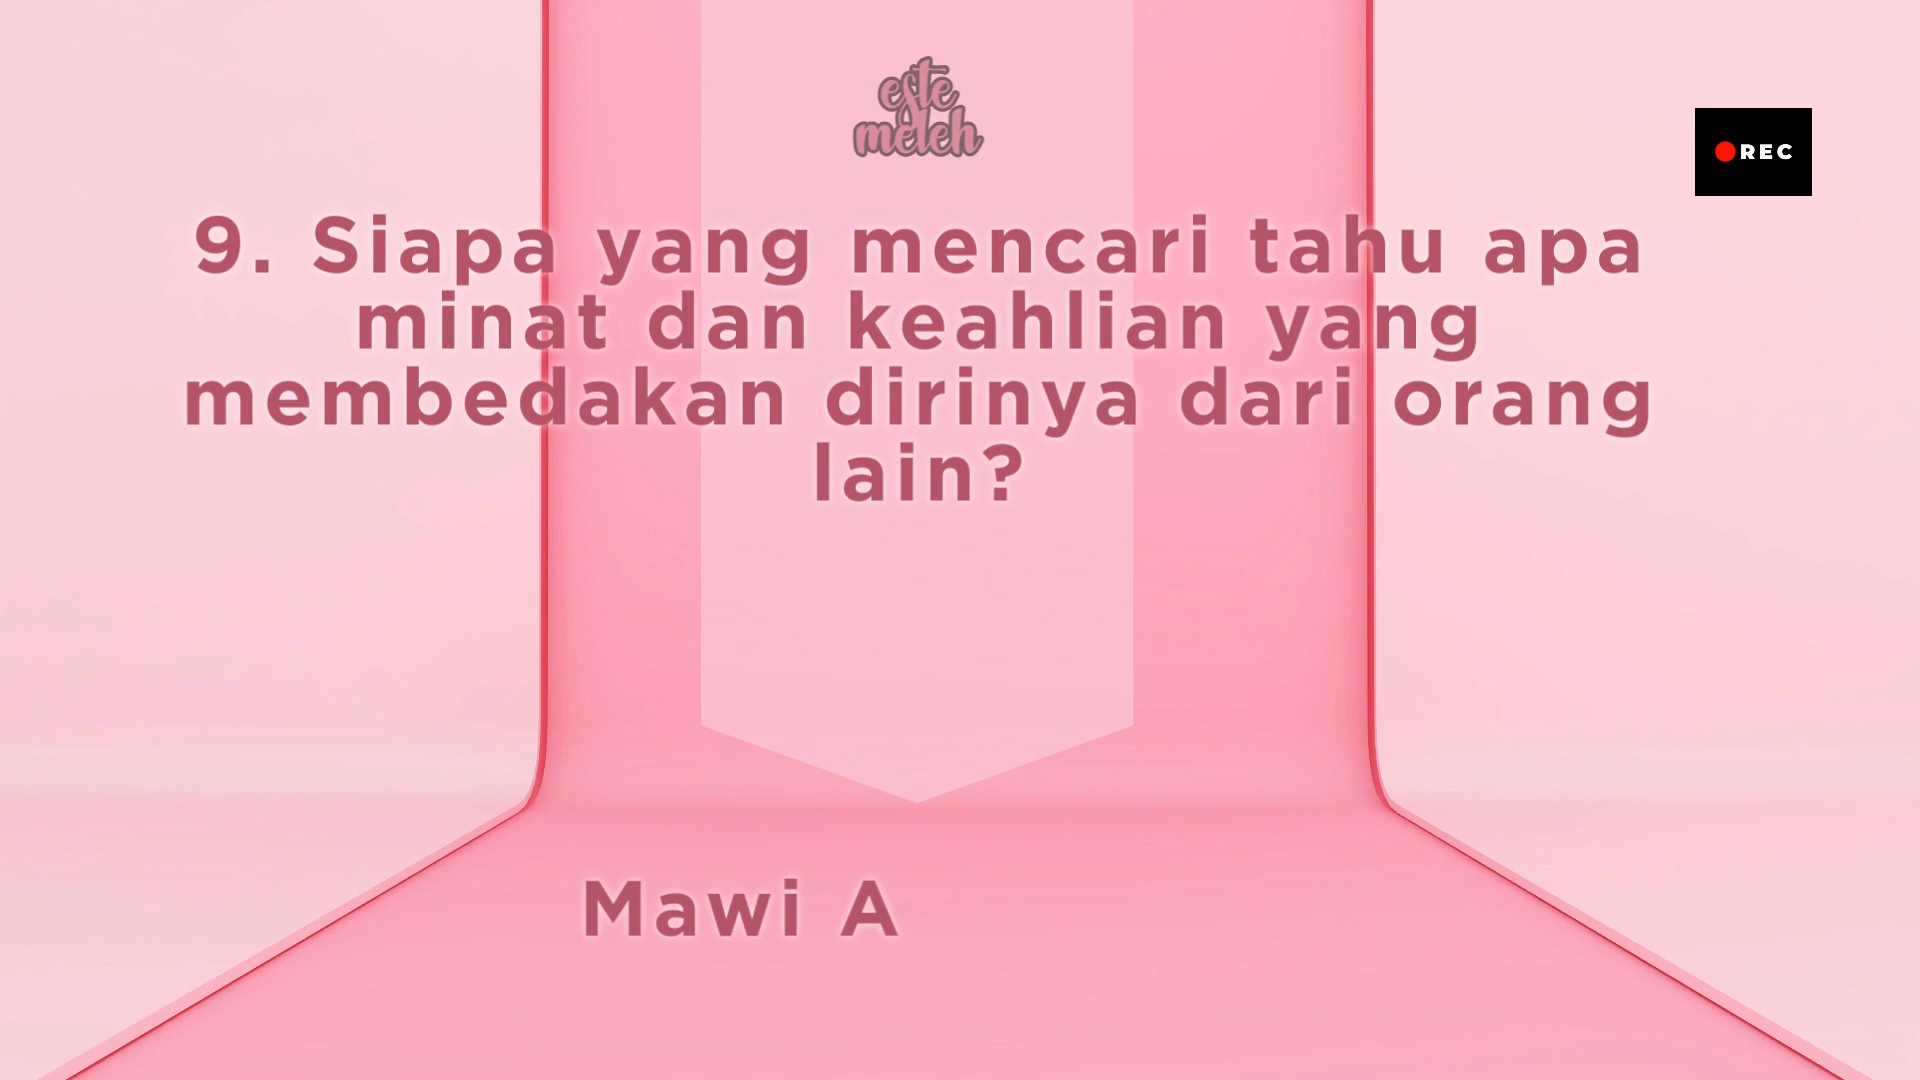 este
meleh
REC
9. Siapa yang mencari tahu apa
minat dan keahlian yang
membedakan dirinya dari orang
lain?
Mawi A